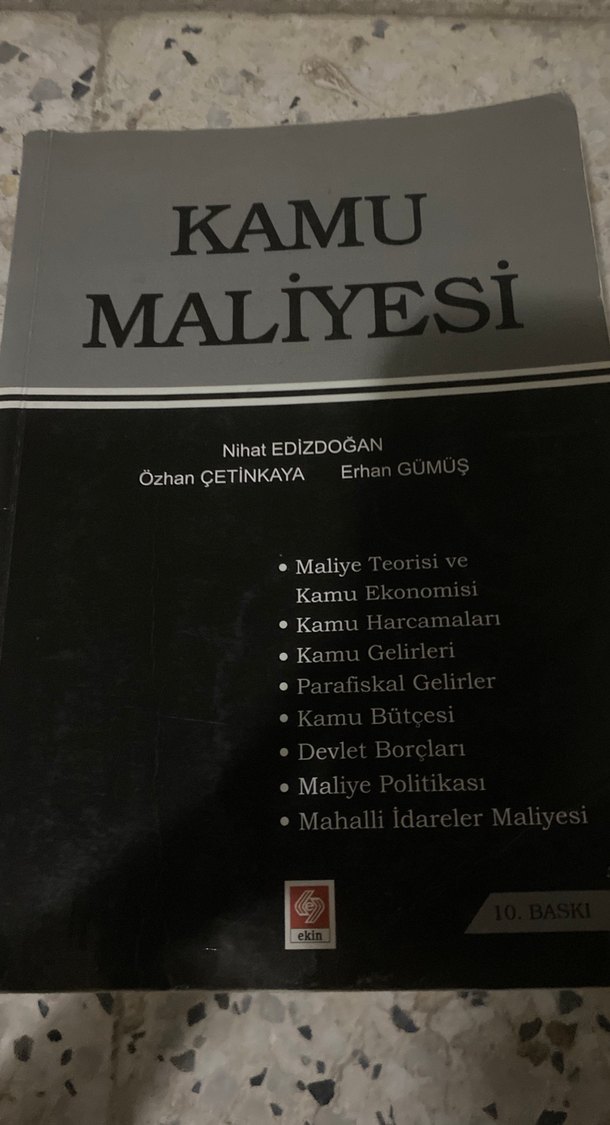 KAMU
MALİYESİ
Nihat EDİZDOĞAN
Özhan ÇETİNKAYA Erhan GÜMÜŞ
• Maliye Teorisi ve
Kamu Ekonomisi
• Kamu Harcamaları
• Kamu Gelirleri
• Parafiskal Gelirler
• Kamu Bütçesi
• Devlet Borçları
• Maliye Politikası
• Mahalli İdareler Maliyesi
ekin
10. BASKI